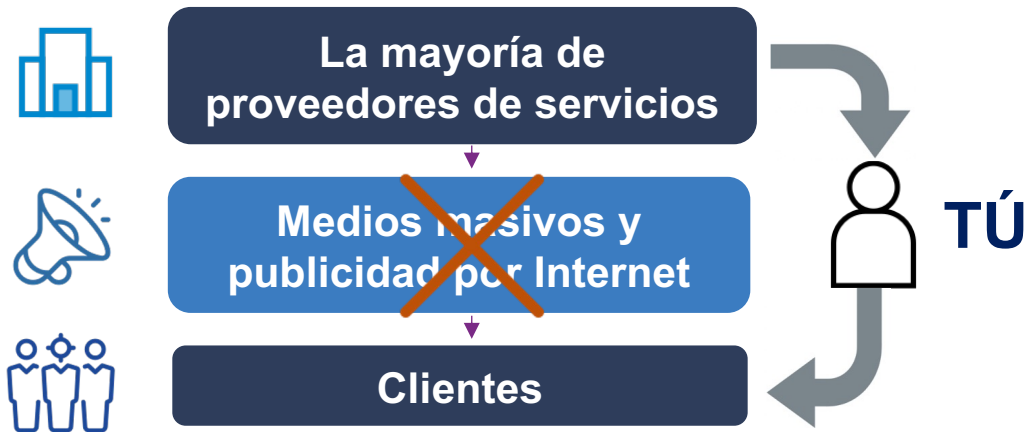 La mayoría de
proveedores de servicios
Medios masivos y
publicidad por Internet
TÚ
Clientes